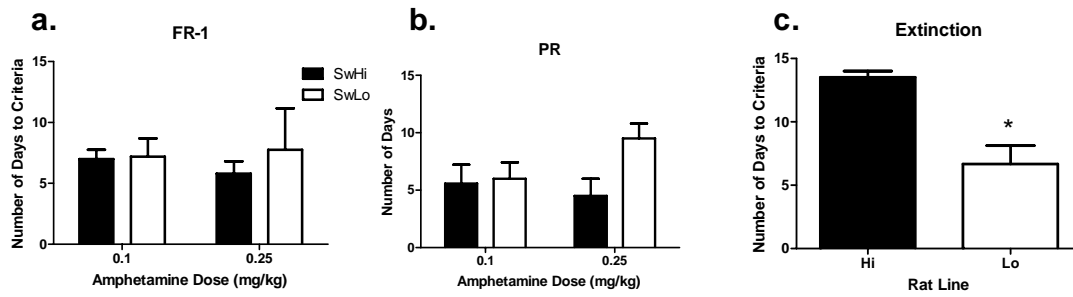 a.
FR-1
Number of Days to Criteria
15
10
5
0
0.1
0.25
Amphetamine Dose (mg/kg)
SwHi
SwLo
b.
PR
Number of Days
15
10
5
0
0.1
0.25
Amphetamine Dose (mg/kg)
c.
Extinction
Number of Days to Criteria
15
10
5
0
*
Hi
Lo
Rat Line